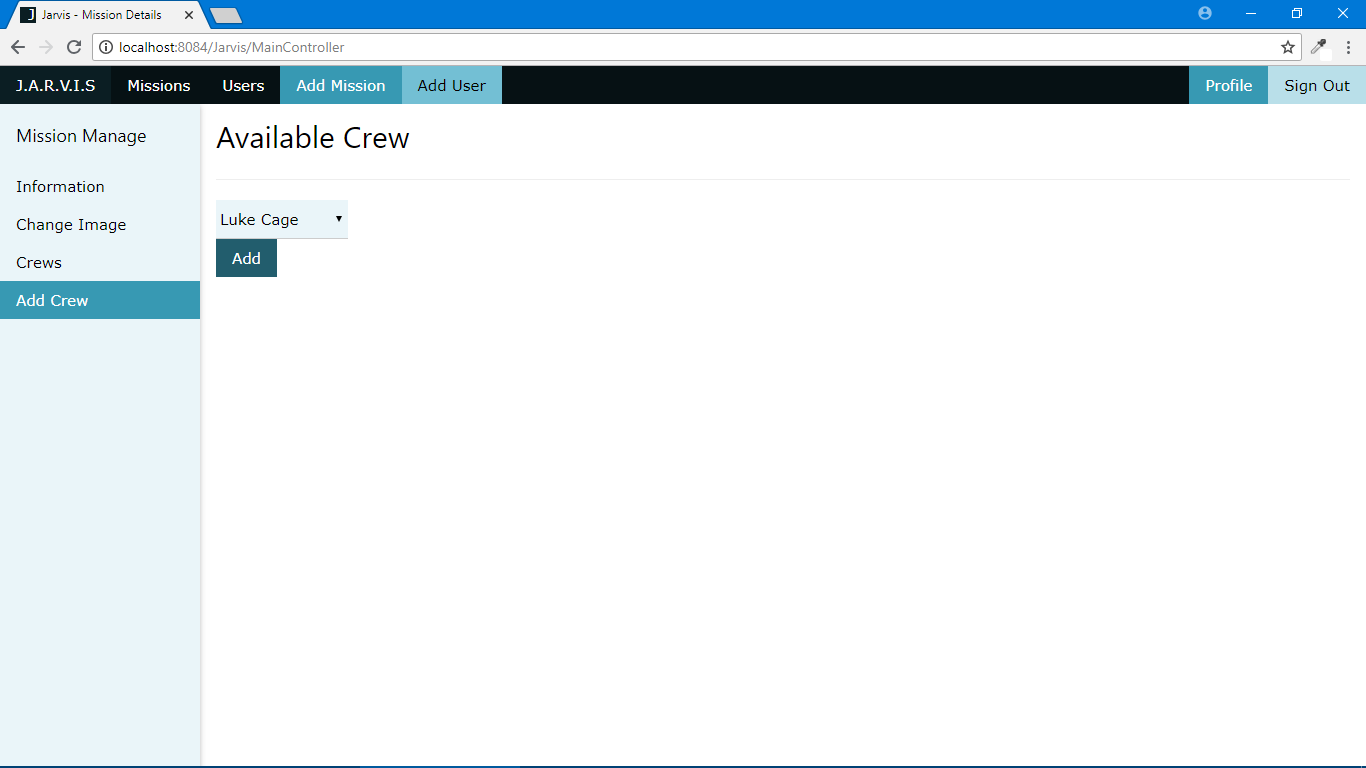 Jarvis - Mission Details
localhost:8084/Jarvis/MainController
J.A.R.V.I.S Missions Users Add Mission Add User Profile Sign Out
Mission Manage
Information
Change Image
Crews
Add Crew
Available Crew
Luke Cage
Add